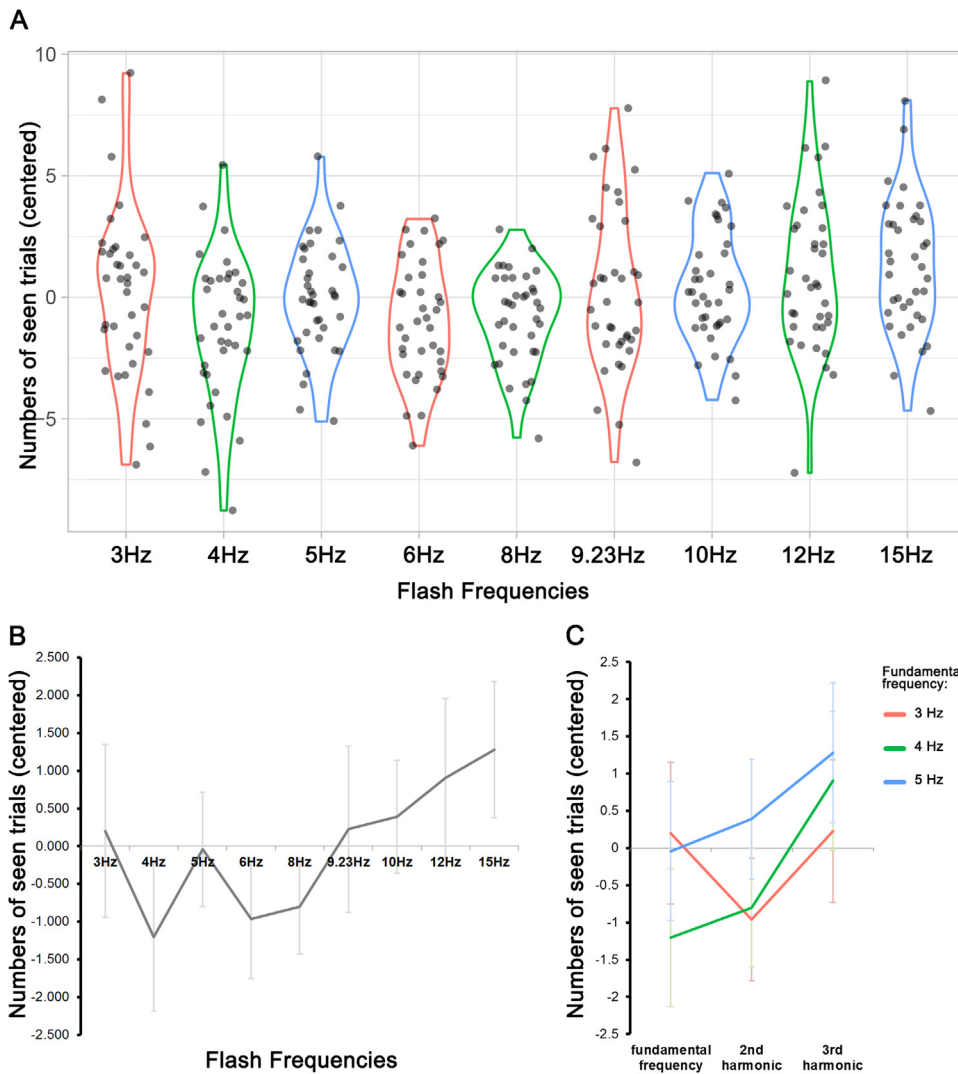 A
Numbers of seen trials (centered)
10
5
0
-5
3Hz 4Hz 5Hz 6Hz 8Hz 9.23Hz 10Hz 12Hz 15Hz
Flash Frequencies
B
Numbers of seen trials (centered)
2.500
2.000
1.500
1.000
0.500
0.000
-0.500
-1.000
-1.500
-2.000
-2.500
3Hz 4Hz 5Hz 6Hz 8Hz 9.23Hz 10Hz 12Hz 15Hz
Flash Frequencies
C
Numbers of seen trials (centered)
2.5
2
1.5
1
0.5
0
-0.5
-1
-1.5
-2
-2.5
fundamental 2nd 3rd
frequency harmonic harmonic
Fundamental
frequency:
3 Hz
4 Hz
5 Hz